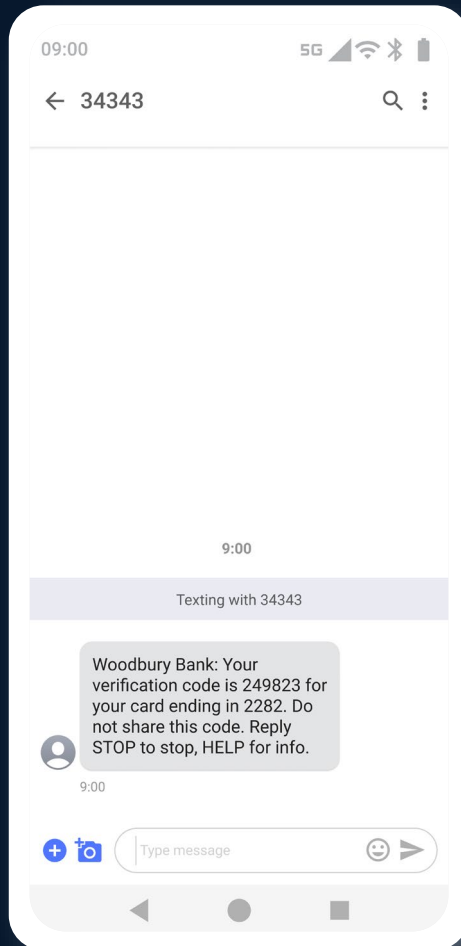 09:00 5G
34343
9:00
Texting with 34343
Woodbury Bank: Your
verification code is 249823 for
your card ending in 2282. Do
not share this code. Reply
STOP to stop, HELP for info.
9:00
Type message